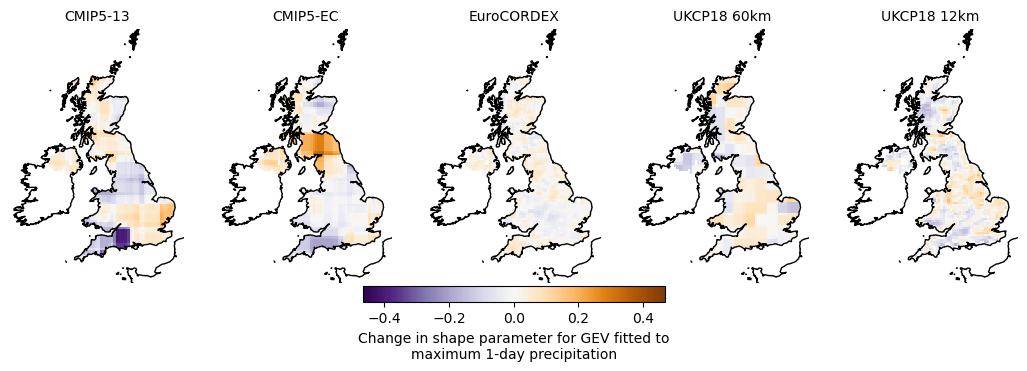 CMIP5-13
CMIP5-EC
EuroCORDEX
UKCP18 60km
UKCP18 12km
−0.4
−0.2
0.0
0.2
0.4
Change in shape parameter for GEV fitted to
maximum 1-day precipitation